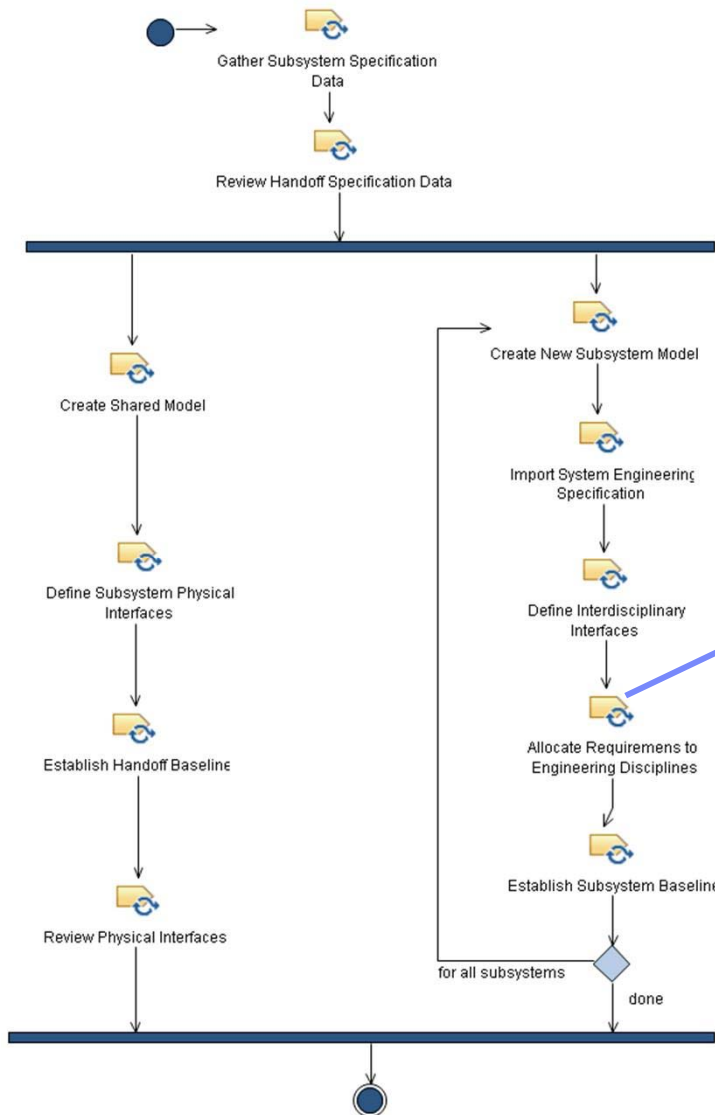 Gather Subsystem Specification
Data
Review Handoff Specification Data
Create New Subsystem Model
Create Shared Model
Import System Engineering
Specification
Define Subsystem Physical
Interfaces
Define Interdisciplinary
Interfaces
Establish Handoff Baseline
Allocate Requiremens to
Engineering Disciplines
Establish Subsystem Baseline
Review Physical Interfaces
for all subsystems
done